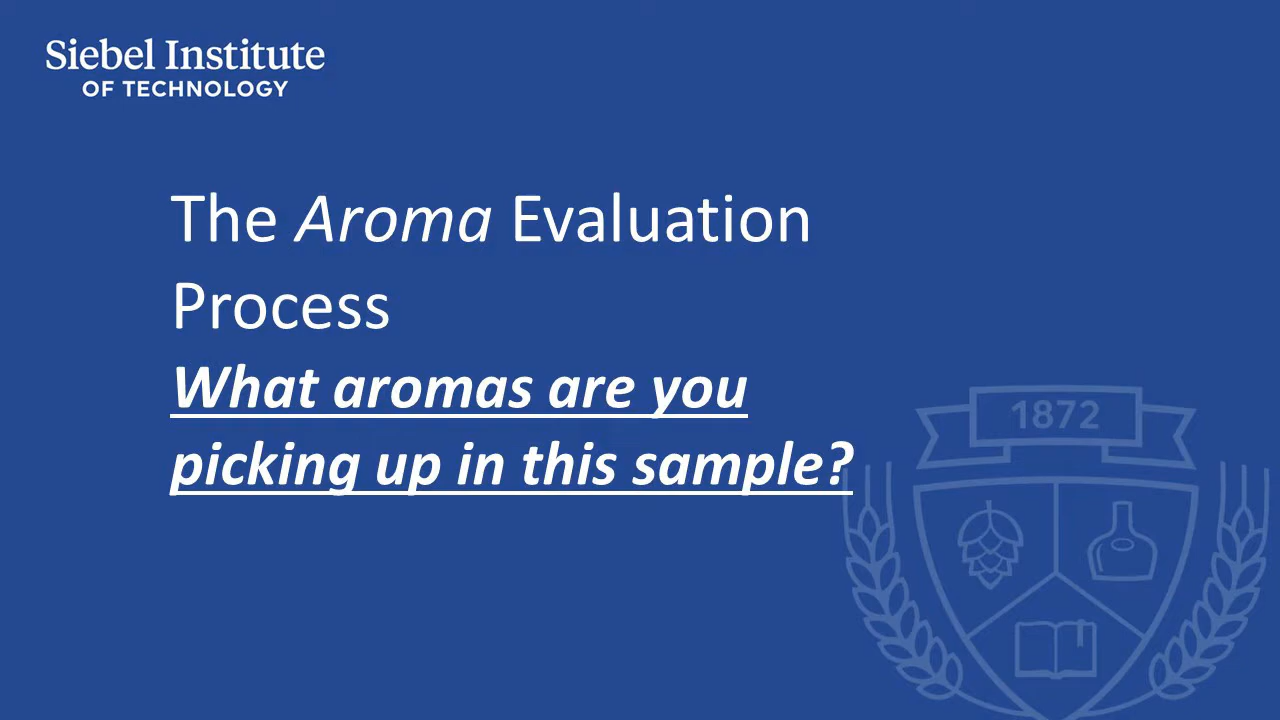 Siebel Institute
OF TECHNOLOGY
The Aroma Evaluation
Process
What aromas are you
picking up in this sample?
1872